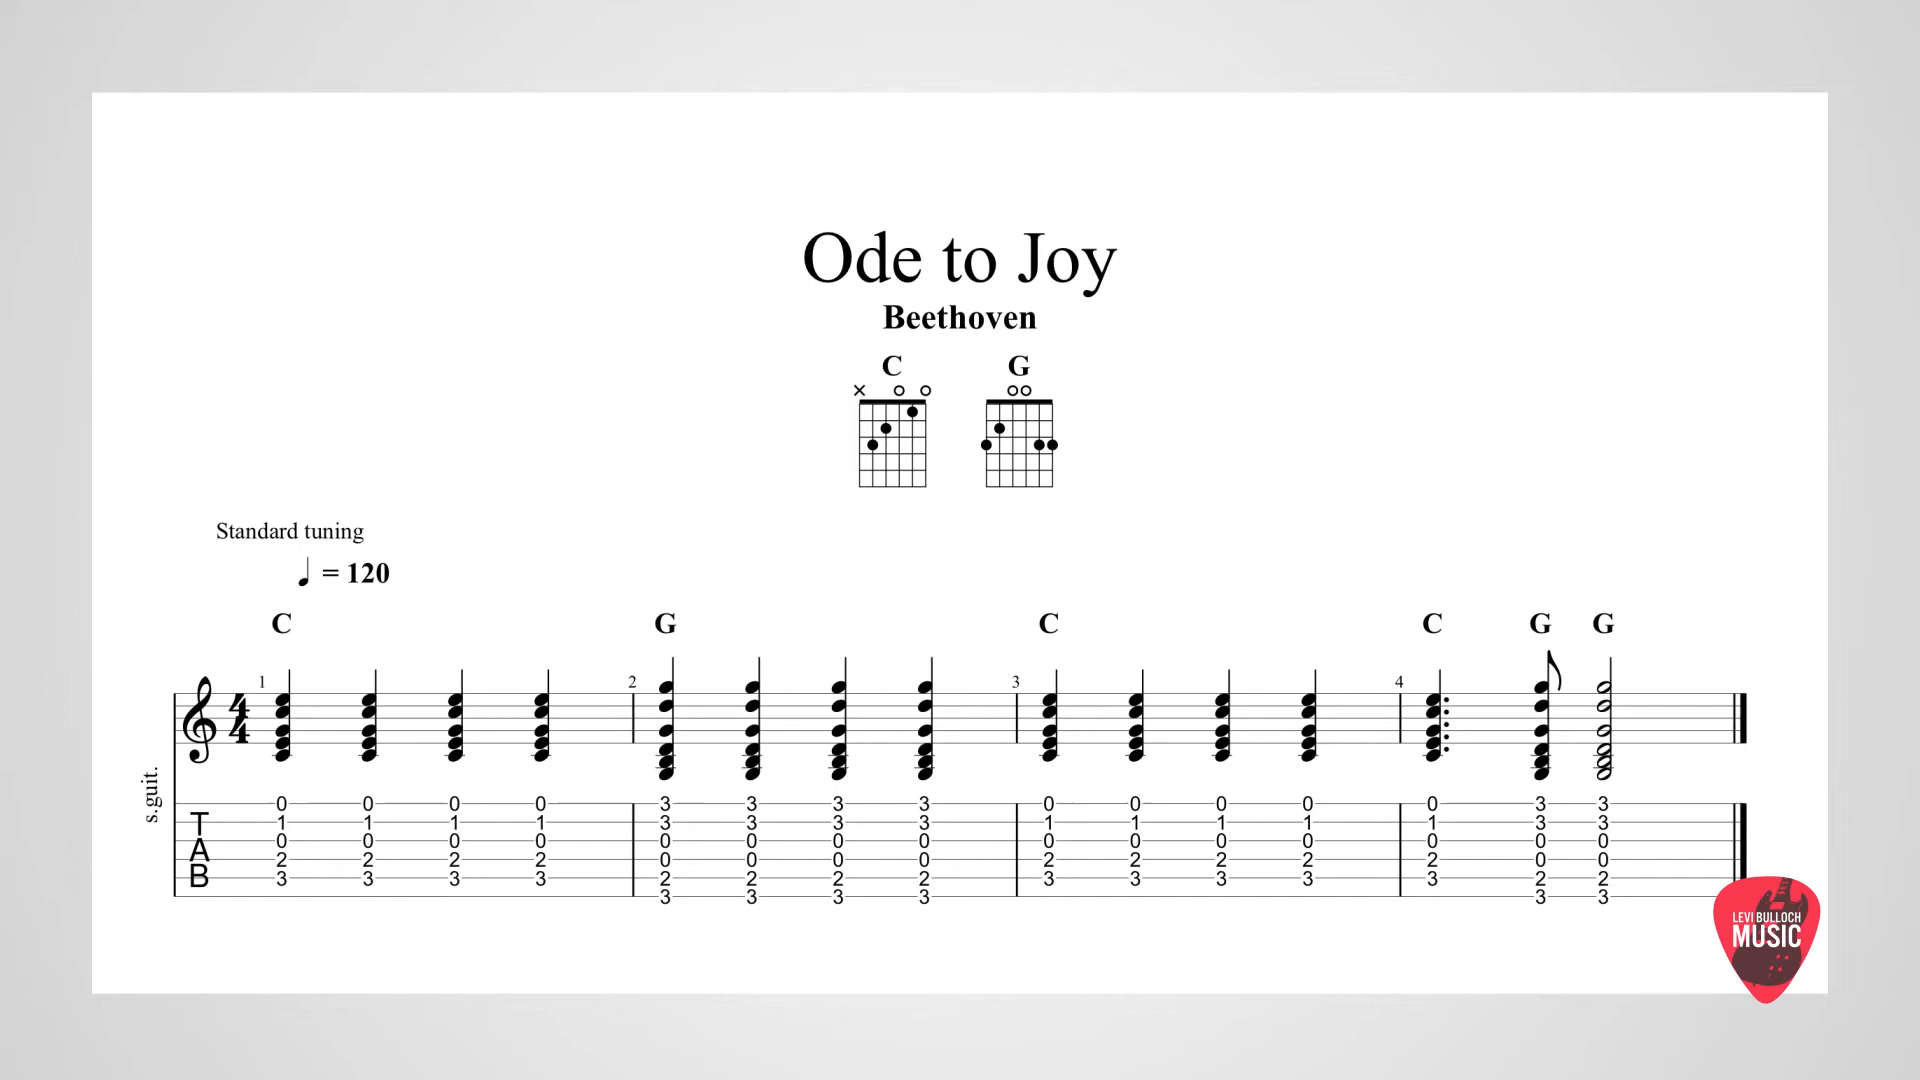 Ode to Joy
Beethoven
C G
× o o oo
Standard tuning
♩ = 120
C G C C G G
1 2 3 4
4
4
s.guit.
T
A
B
0 0 0 0 3 3 3 3 0 0 0 0 0 3 3
1 1 1 1 3 3 3 3 1 1 1 1 1 3 3
0 0 0 0 0 0 0 0 0 0 0 0 0 0 0
2 2 2 2 0 0 0 0 2 2 2 2 2 0 0
3 3 3 3 2 2 2 2 3 3 3 3 3 2 2
3 3 3 3 3 3
LEVI BULLOCH
MUSIC